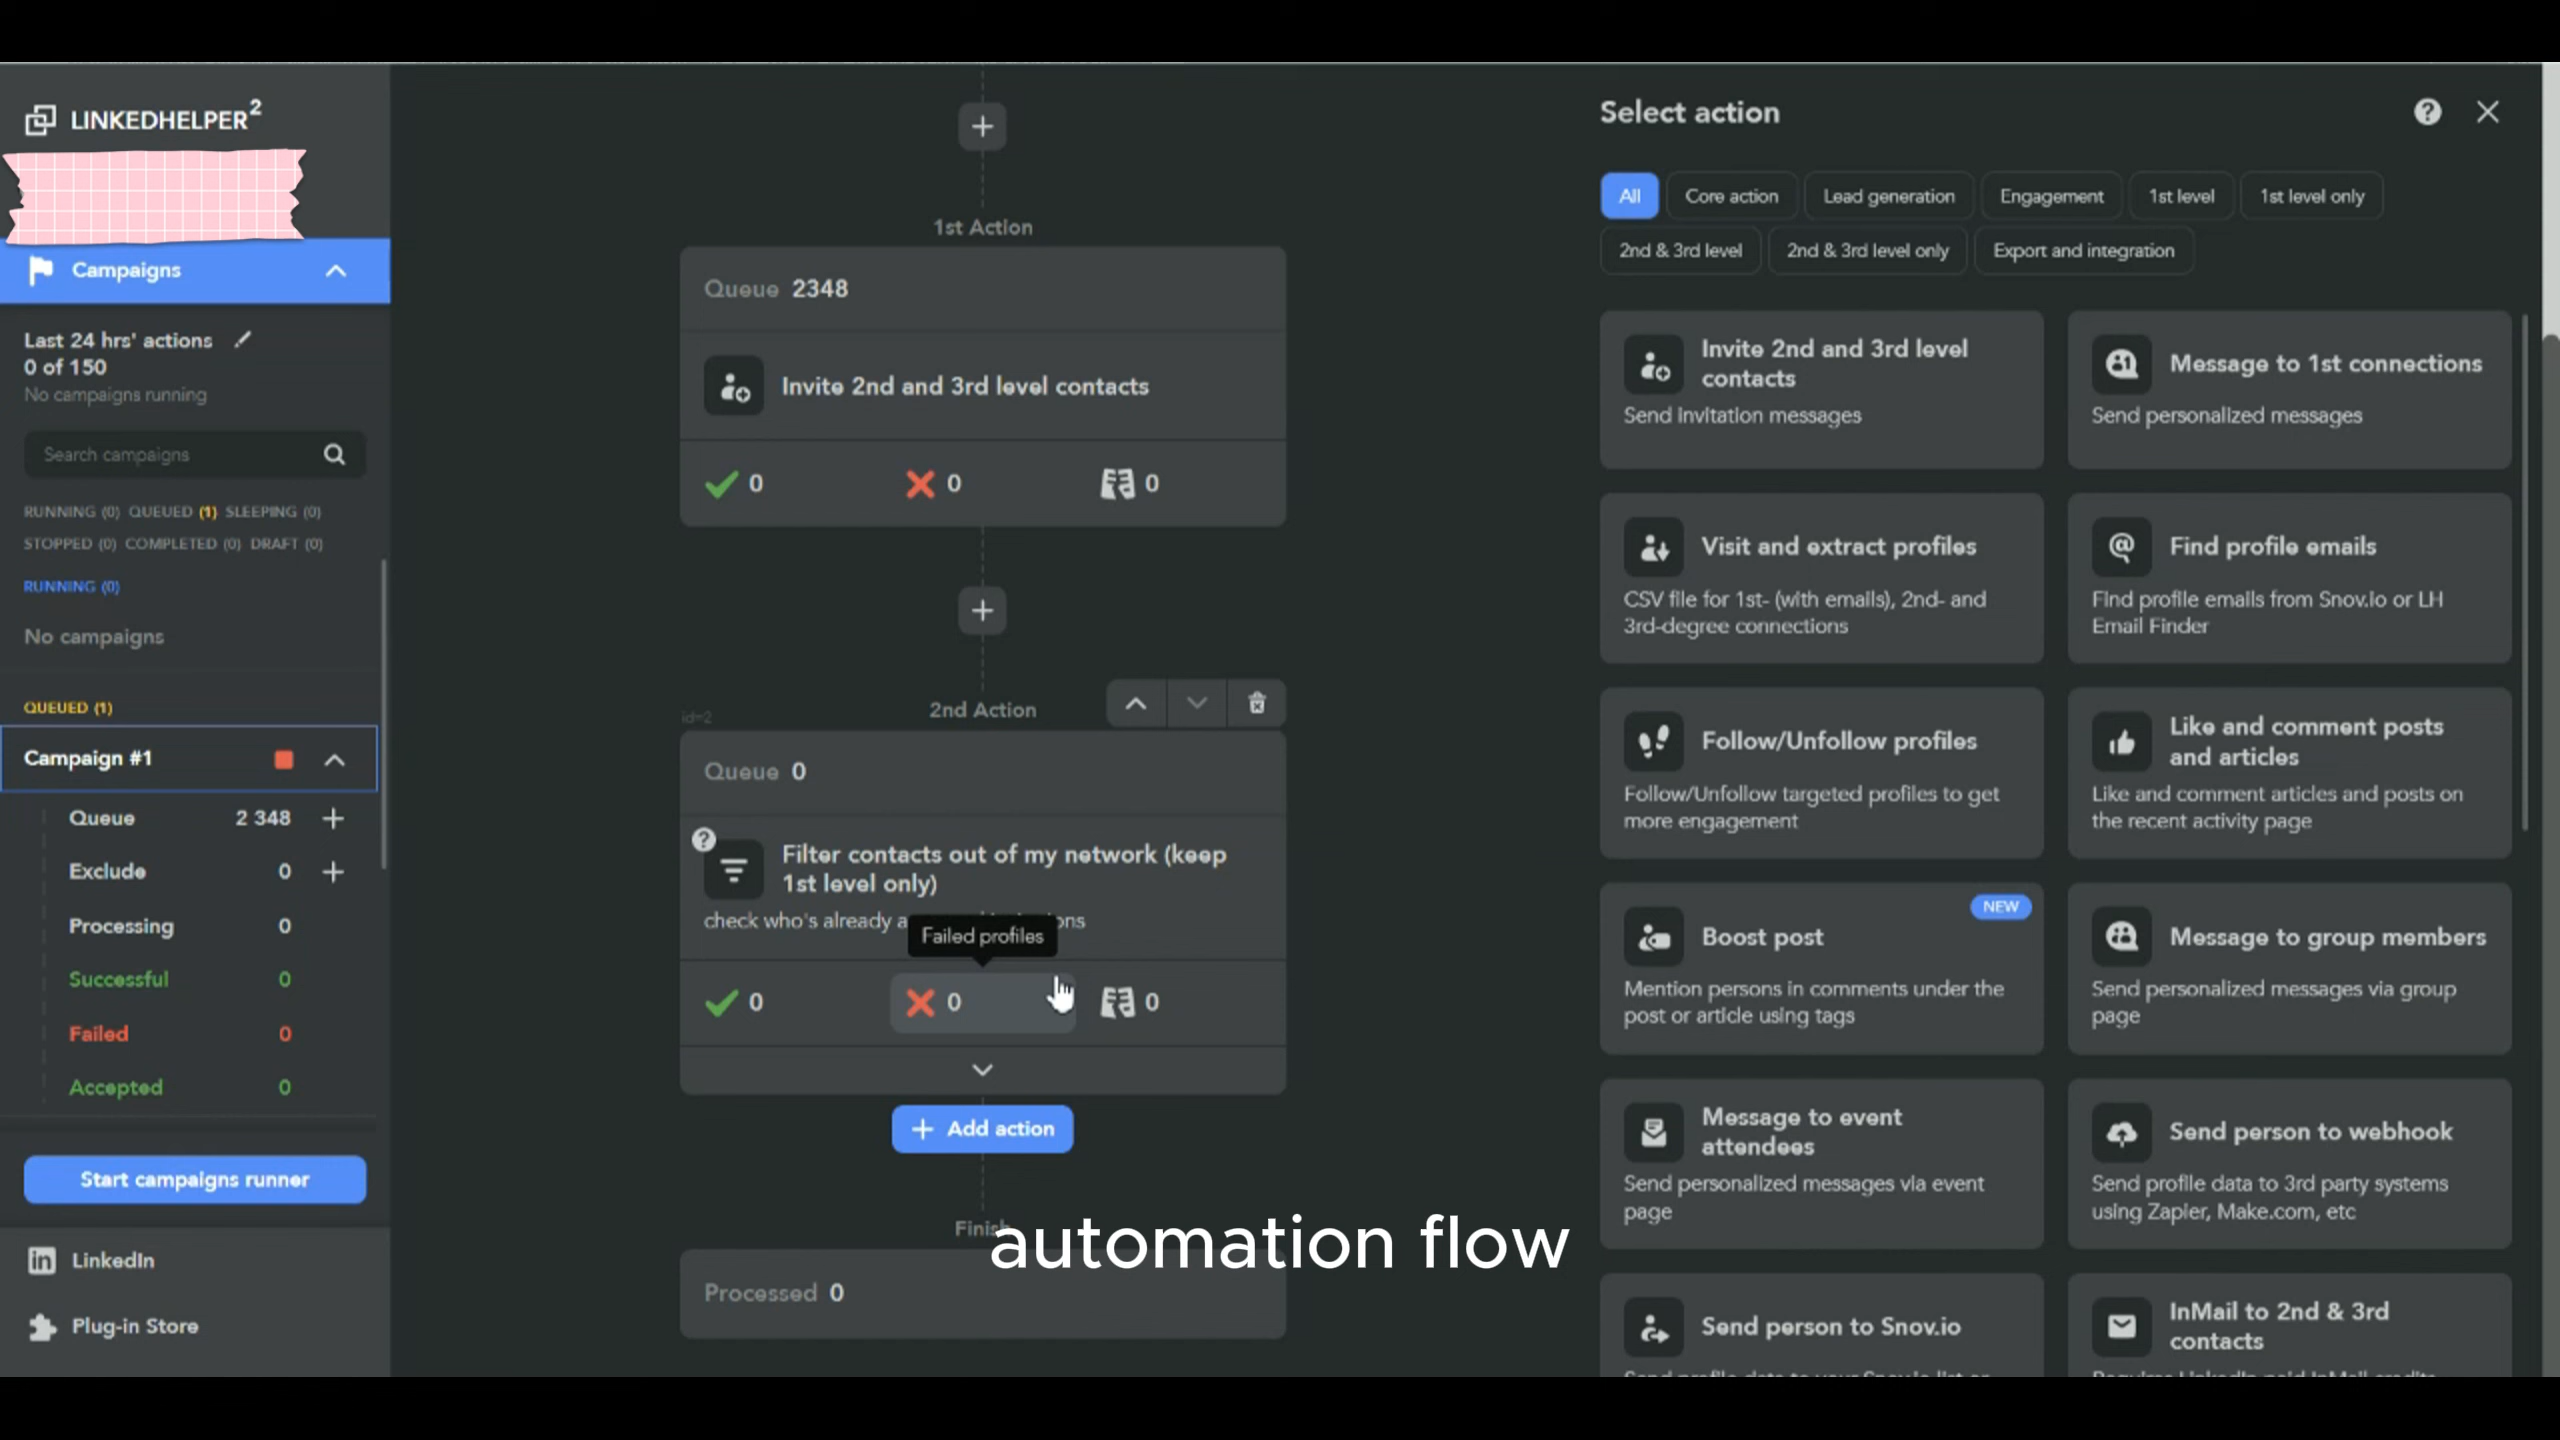 LINKEDHELPER2
Campaigns
Last 24 hrs' actions
0 of 150
No campaigns running
Search campaigns
RUNNING (0) QUEUED (1) SLEEPING (0)
STOPPED (0) COMPLETED (0) DRAFT (0)
RUNNING (0)
No campaigns
QUEUED (1)
Campaign #1
Queue 2 348
Exclude 0
Processing 0
Successful 0
Failed 0
Accepted 0
Start campaigns runner
LinkedIn
Plug-in Store
1st Action
Queue 2348
Invite 2nd and 3rd level contacts
0 0 0
id=2
2nd Action
Queue 0
Filter contacts out of my network (keep
1st level only)
check who's already
Failed profiles
0 0 0
Add action
Finish
automation flow
Processed 0
Select action
All Core action Lead generation Engagement 1st level 1st level only
2nd & 3rd level 2nd & 3rd level only Export and integration
Invite 2nd and 3rd level
contacts
Send invitation messages
Message to 1st connections
Send personalized messages
Visit and extract profiles
CSV file for 1st- (with emails), 2nd- and
3rd-degree connections
Find profile emails
Find profile emails from Snov.io or LH
Email Finder
Follow/Unfollow profiles
Follow/Unfollow targeted profiles to get
more engagement
Like and comment posts
and articles
Like and comment articles and posts on
the recent activity page
NEW
Boost post
Mention persons in comments under the
post or article using tags
Message to group members
Send personalized messages via group
page
Message to event
attendees
Send personalized messages via event
page
Send person to webhook
Send profile data to 3rd party systems
using Zapier, Make.com, etc
Send person to Snov.io
InMail to 2nd & 3rd
contacts